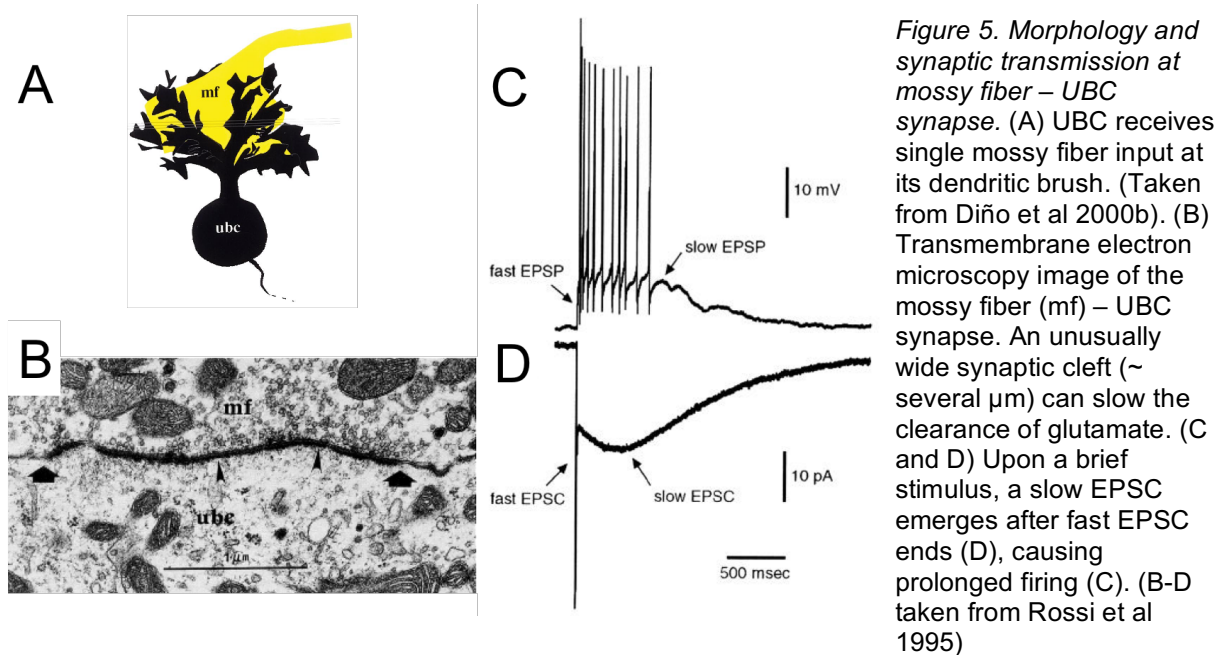 A
mf
ubc
B
mf
ubc
1 µm
C
10 mV
fast EPSP
slow EPSP
D
10 pA
fast EPSC
slow EPSC
500 msec
Figure 5. Morphology and
synaptic transmission at
mossy fiber – UBC
synapse. (A) UBC receives
single mossy fiber input at
its dendritic brush. (Taken
from Diño et al 2000b). (B)
Transmembrane electron
microscopy image of the
mossy fiber (mf) – UBC
synapse. An unusually
wide synaptic cleft (~
several µm) can slow the
clearance of glutamate. (C
and D) Upon a brief
stimulus, a slow EPSC
emerges after fast EPSC
ends (D), causing
prolonged firing (C). (B-D
taken from Rossi et al
1995)